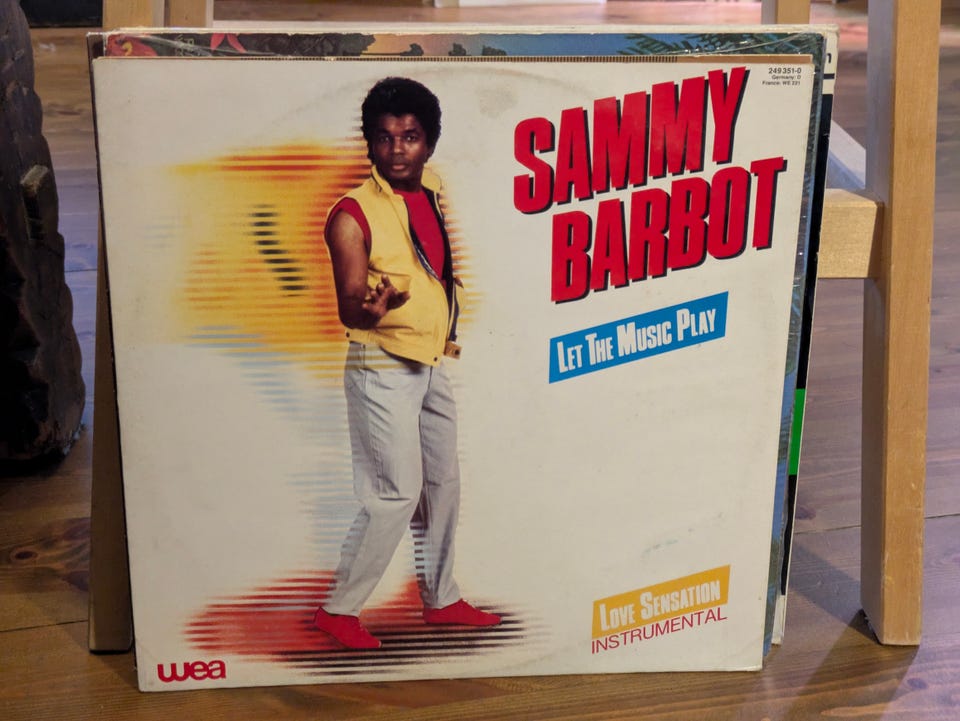 249 351-0
Germany: D
France: WE 331
SAMMY
BARBOT
LET THE MUSIC PLAY
LOVE SENSATION
INSTRUMENTAL
wea